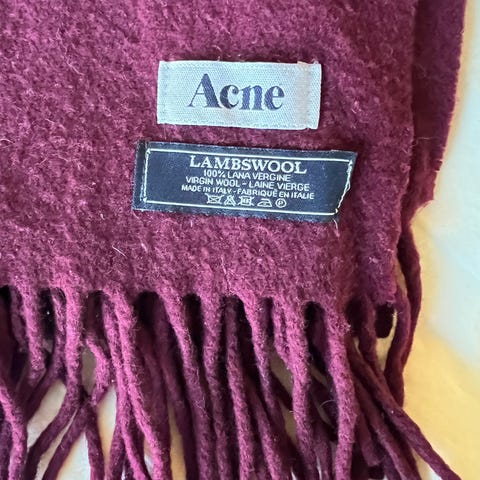 Acne
LAMBSWOOL
100% LANA VERGINE
VIRGIN WOOL - LAINE VIERGE
MADE IN ITALY - FABRIQUÉ EN ITALIE
P